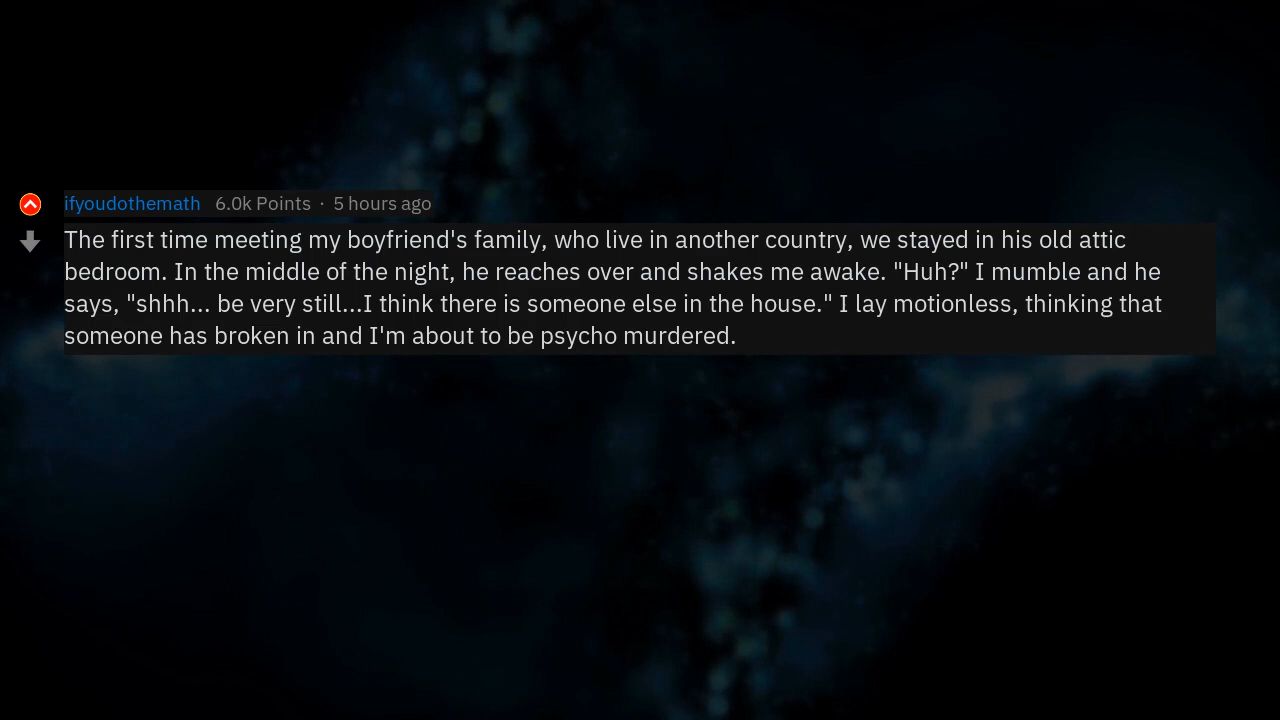 ifyoudothemath 6.0k Points · 5 hours ago
The first time meeting my boyfriend's family, who live in another country, we stayed in his old attic
bedroom. In the middle of the night, he reaches over and shakes me awake. "Huh?" I mumble and he
says, "shhh... be very still...I think there is someone else in the house." I lay motionless, thinking that
someone has broken in and I'm about to be psycho murdered.